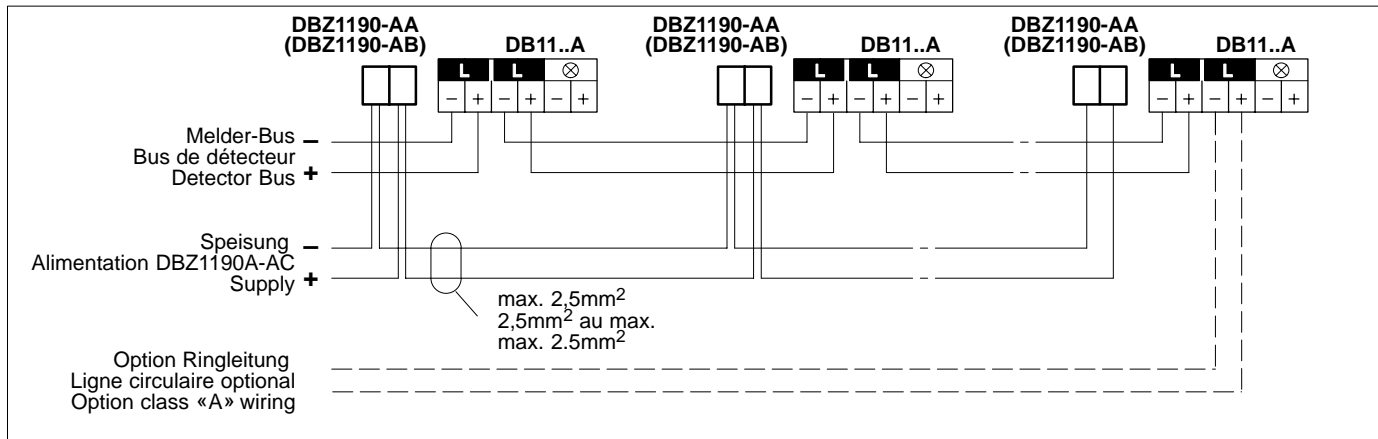 DBZ1190-AA
(DBZ1190-AB)
DB11..A
L L
− + − + − +
DBZ1190-AA
(DBZ1190-AB)
DB11..A
L L
− + − + − +
DBZ1190-AA
(DBZ1190-AB)
DB11..A
L L
− + − + − +
Melder-Bus −
Bus de détecteur
Detector Bus +
Speisung −
Alimentation DBZ1190A-AC
Supply +
max. 2,5mm²
2,5mm² au max.
max. 2.5mm²
Option Ringleitung
Ligne circulaire optional
Option class «A» wiring